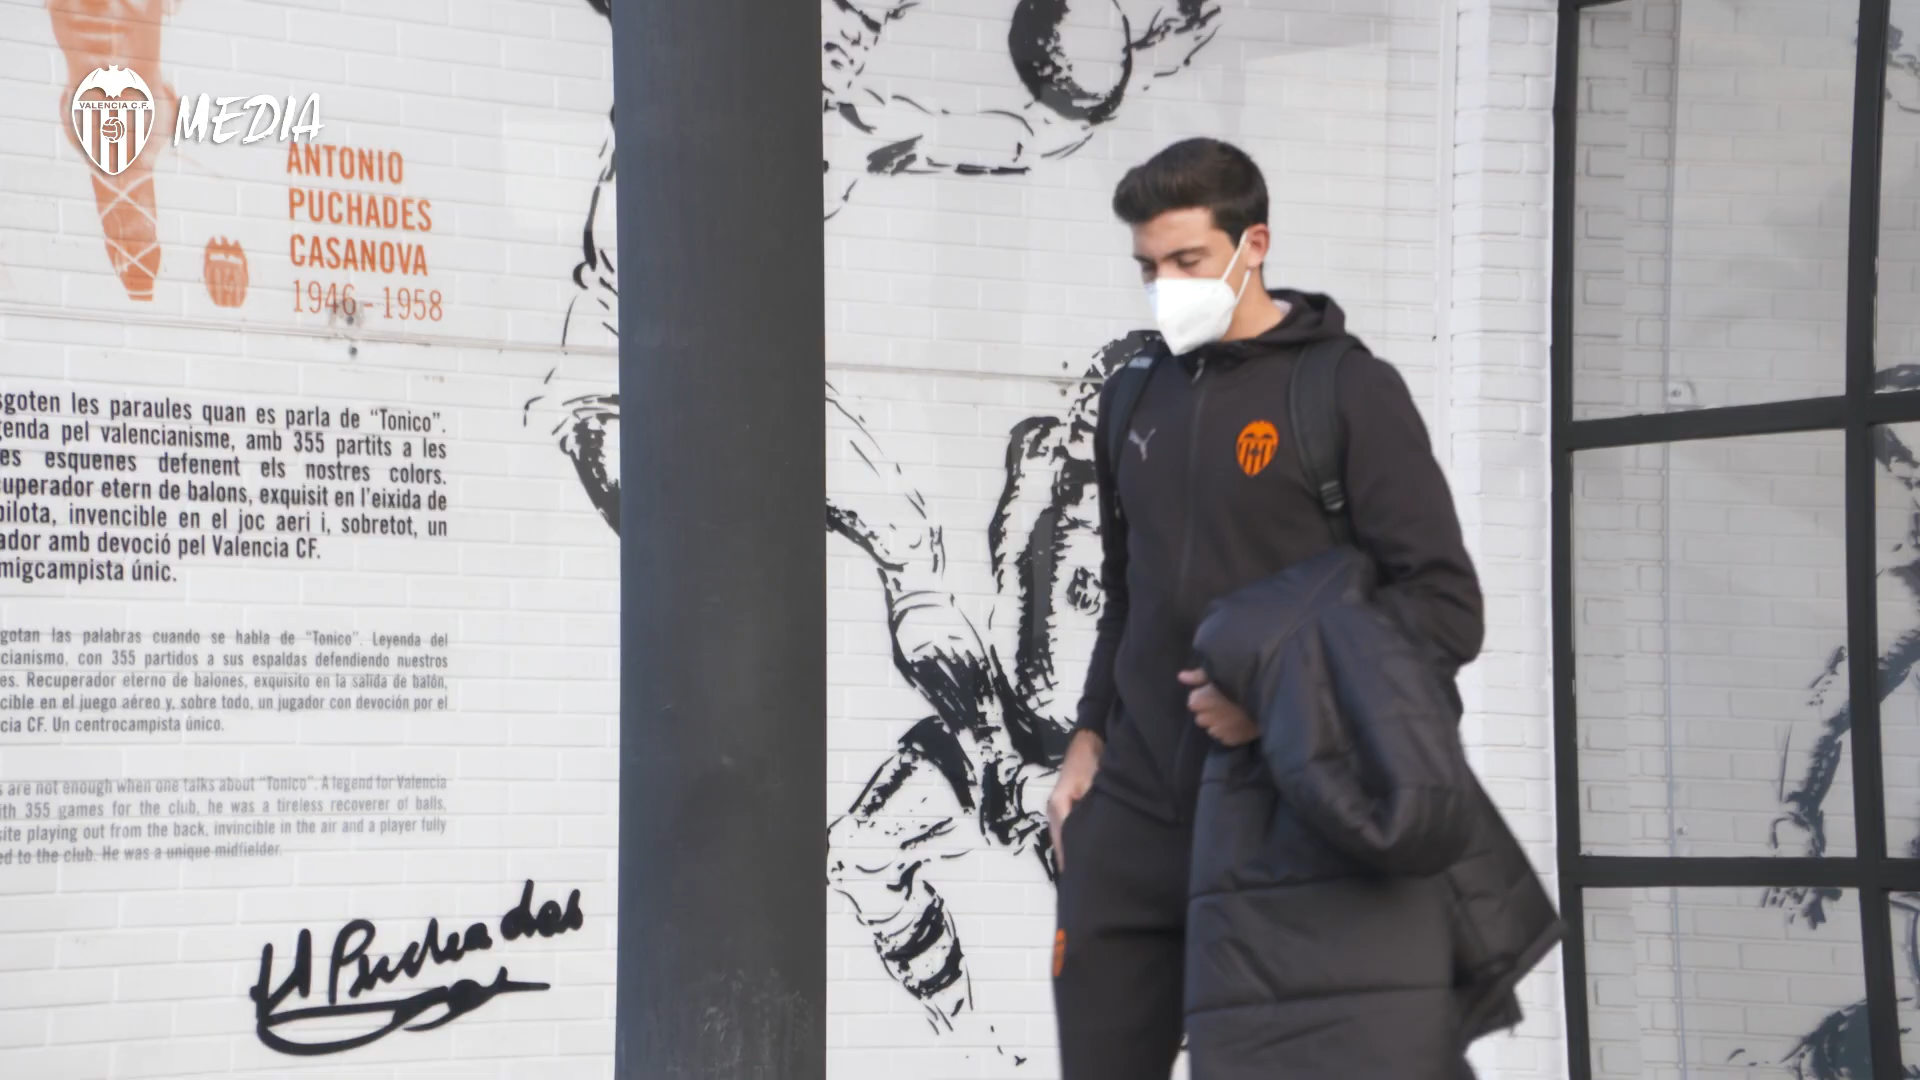 VALENCIA C.F.
MEDIA
ANTONIO
PUCHADES
CASANOVA
1946 - 1958
sgoten les paraules quan es parla de “Tonico”.
genda pel valencianisme, amb 355 partits a les
es esquenes defenent els nostres colors.
cuperador etern de balons, exquisit en l'eixida de
pilota, invencible en el joc aeri i, sobretot, un
ador amb devoció pel Valencia CF.
migcampista únic.
gotan las palabras cuando se habla de “Tonico”. Leyenda del
cianismo, con 355 partidos a sus espaldas defendiendo nuestros
es. Recuperador eterno de balones, exquisito en la salida de balón,
cible en el juego aéreo y, sobre todo, un jugador con devoción por el
cia CF. Un centrocampista único.
s are not enough when one talks about “Tonico”. A legend for Valencia
ith 355 games for the club, he was a tireless recoverer of balls,
site playing out from the back, invincible in the air and a player fully
ed to the club. He was a unique midfielder.
A Puchades